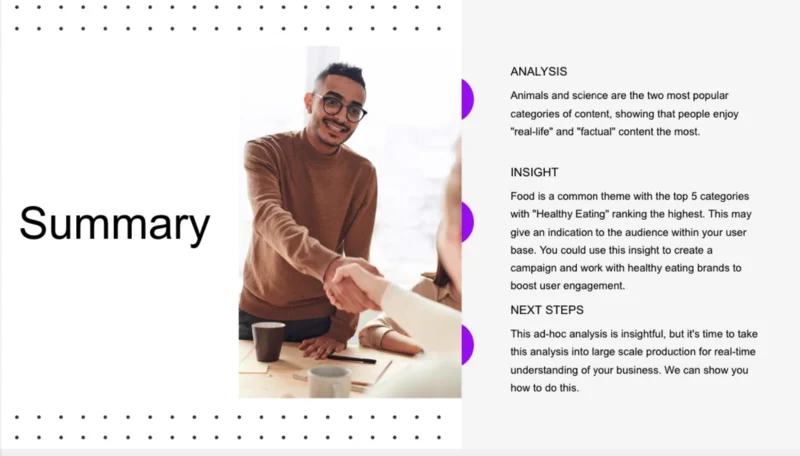 Summary
ANALYSIS
Animals and science are the two most popular
categories of content, showing that people enjoy
"real-life" and "factual" content the most.
INSIGHT
Food is a common theme with the top 5 categories
with "Healthy Eating" ranking the highest. This may
give an indication to the audience within your user
base. You could use this insight to create a
campaign and work with healthy eating brands to
boost user engagement.
NEXT STEPS
This ad-hoc analysis is insightful, but it's time to take
this analysis into large scale production for real-time
understanding of your business. We can show you
how to do this.